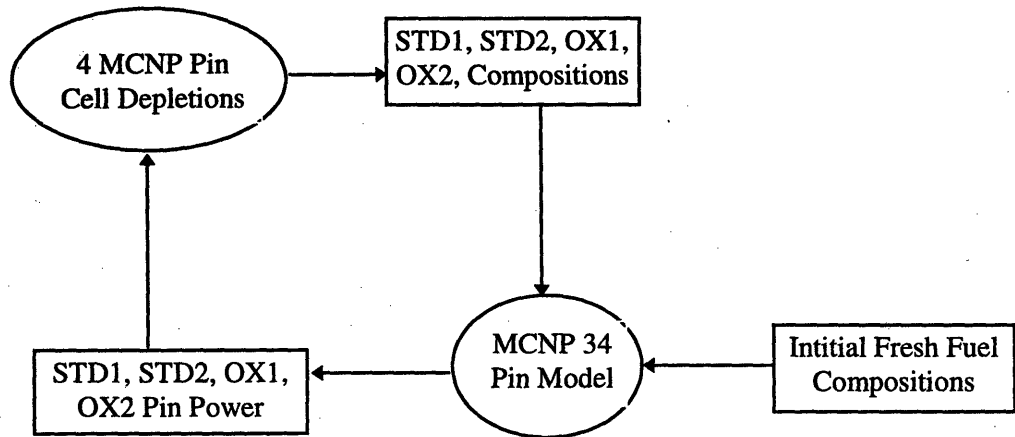 4 MCNP Pin
Cell Depletions
STD1, STD2, OX1,
OX2, Compositions
MCNP 34
Pin Model
Intitial Fresh Fuel
Compositions
STD1, STD2, OX1,
OX2 Pin Power